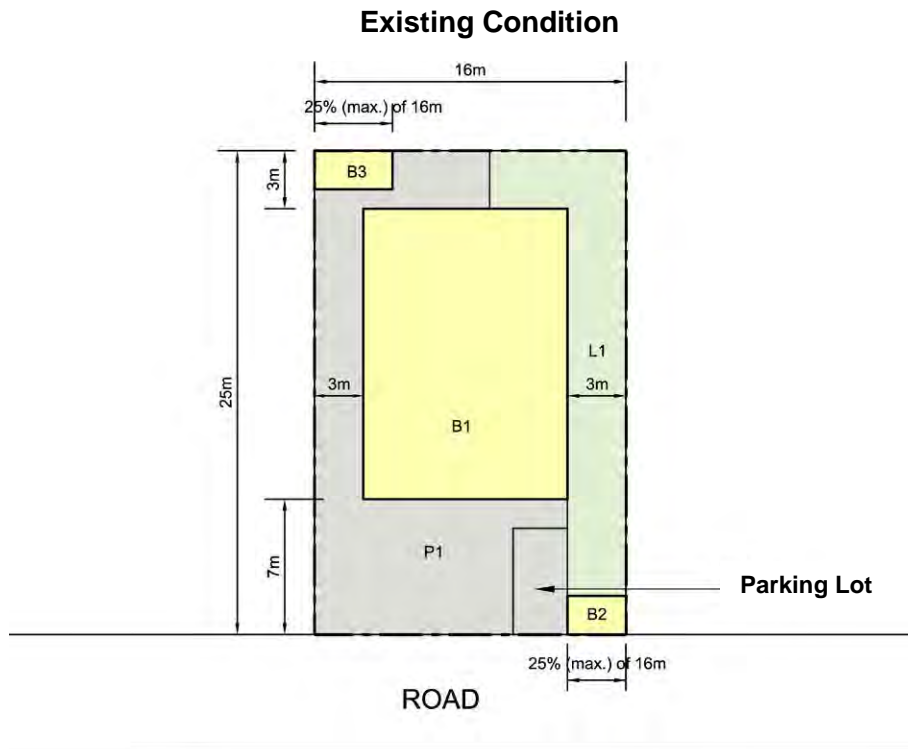 Existing Condition
16m
25% (max.) of 16m
B3
3m
L1
25m
3m
3m
B1
P1
7m
Parking Lot
B2
25% (max.) of 16m
ROAD